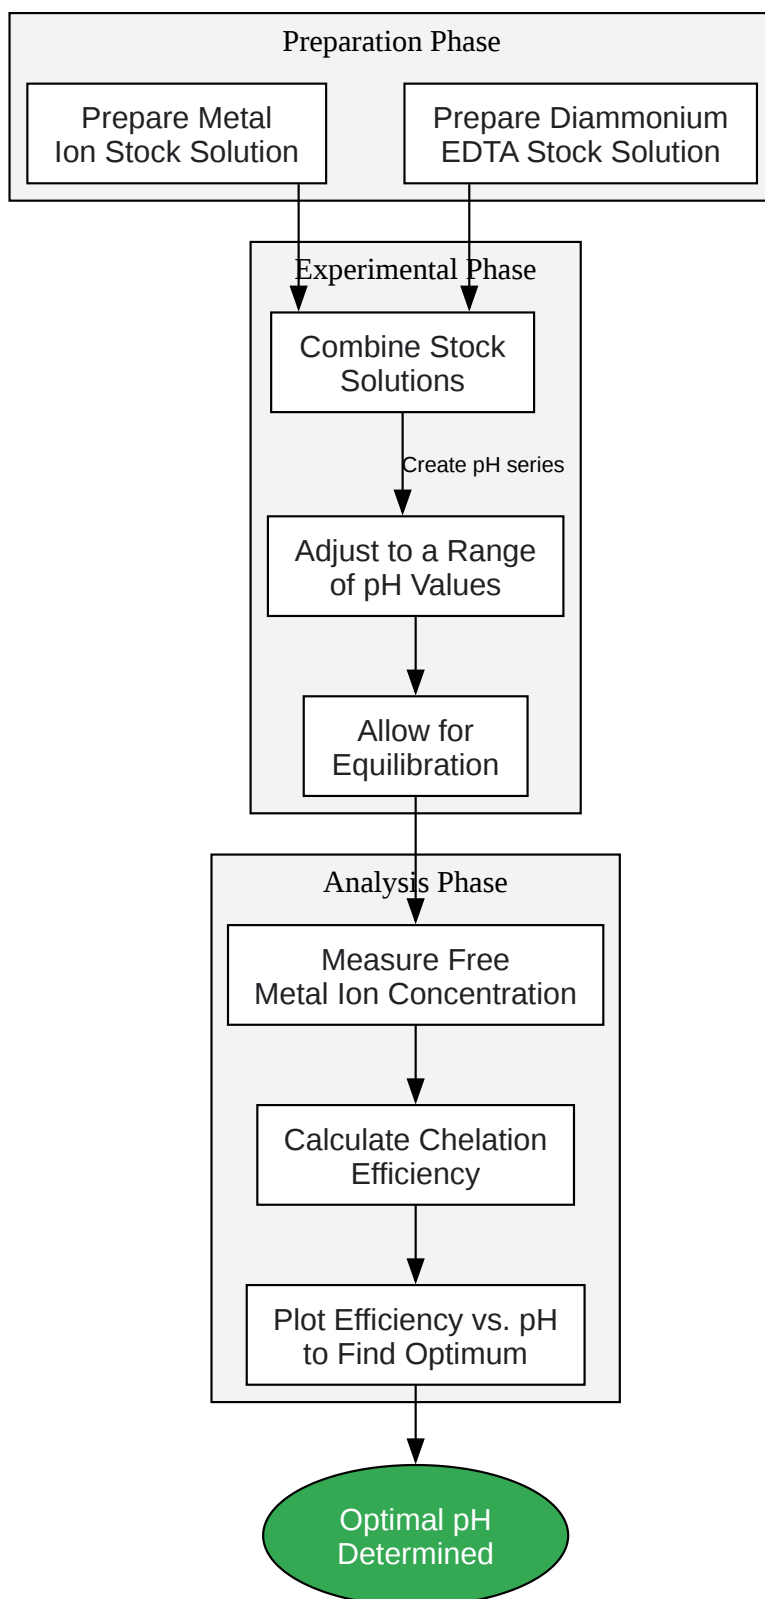 Preparation Phase
Prepare Metal
Ion Stock Solution
Prepare Diammonium
EDTA Stock Solution
Experimental Phase
Combine Stock
Solutions
Create pH series
Adjust to a Range
of pH Values
Allow for
Equilibration
Analysis Phase
Measure Free
Metal Ion Concentration
Calculate Chelation
Efficiency
Plot Efficiency vs. pH
to Find Optimum
Optimal pH
Determined